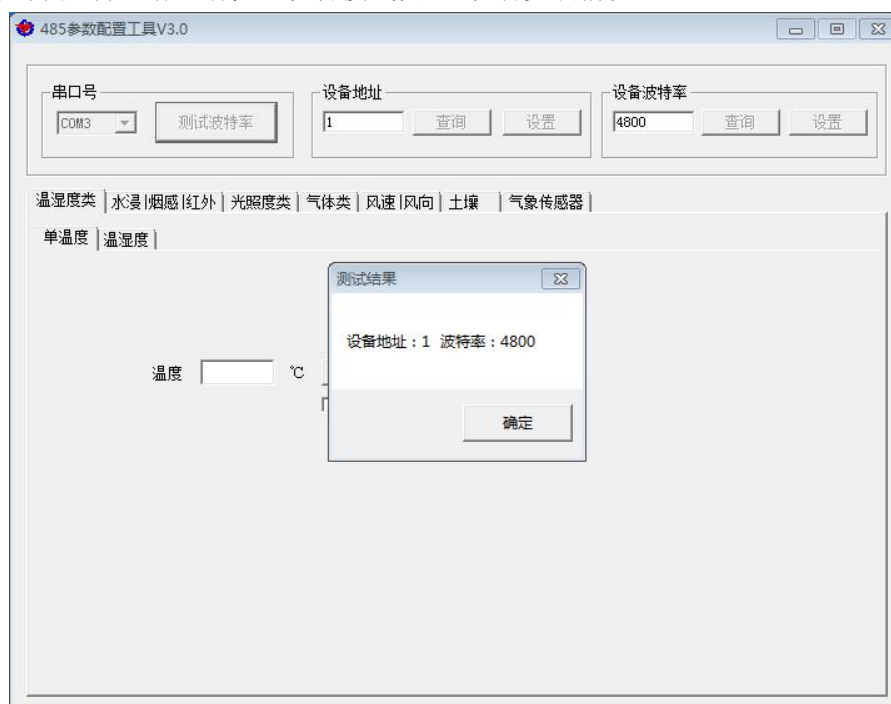 485参数配置工具V3.0
串口号
COM3
测试波特率
设备地址
1
查询
设置
设备波特率
4800
查询
设置
温湿度类 水浸|烟感|红外 光照度类 气体类 风速|风向 土壤 气象传感器
单温度 温湿度
测试结果
设备地址：1 波特率：4800
确定
温度
℃